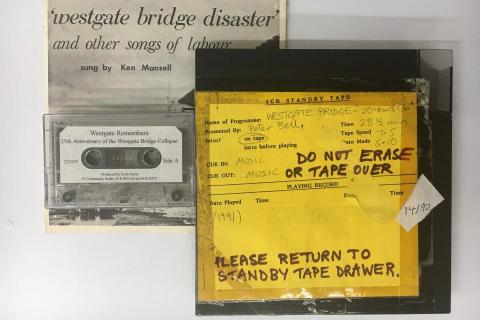 'westgate bridge disaster'
and other songs of labour
sung by Ken Mansell
Westgate Remembers
25th Anniversary of the Westgate Bridge Collapse
Side A
3CR STANDBY TAPE
Name of Programme: WESTGATE BRIDGE - 20 Years On
Presented By: Peter Bell Time 28½ min
Intro? on tape Tape Speed 7.5
intro before playing Date Made 5.10
CUE IN: MUSIC DO NOT ERASE
CUE OUT: MUSIC OR TAPE OVER
PLAYING RECORD
Date Played Time Time
(1991)
14/92
PLEASE RETURN TO
STANDBY TAPE DRAWER.